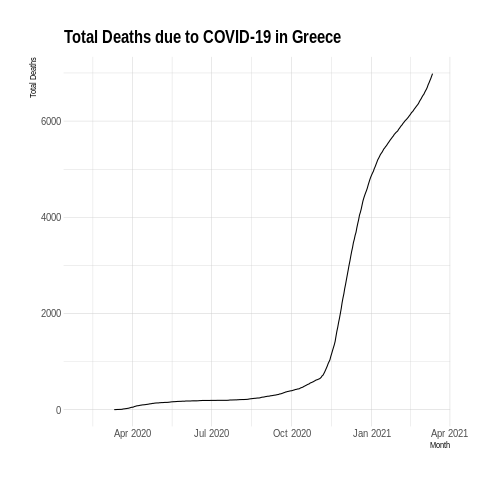 Total Deaths due to COVID-19 in Greece
Total Deaths
6000
4000
2000
0
Apr 2020 Jul 2020 Oct 2020 Jan 2021 Apr 2021
Month